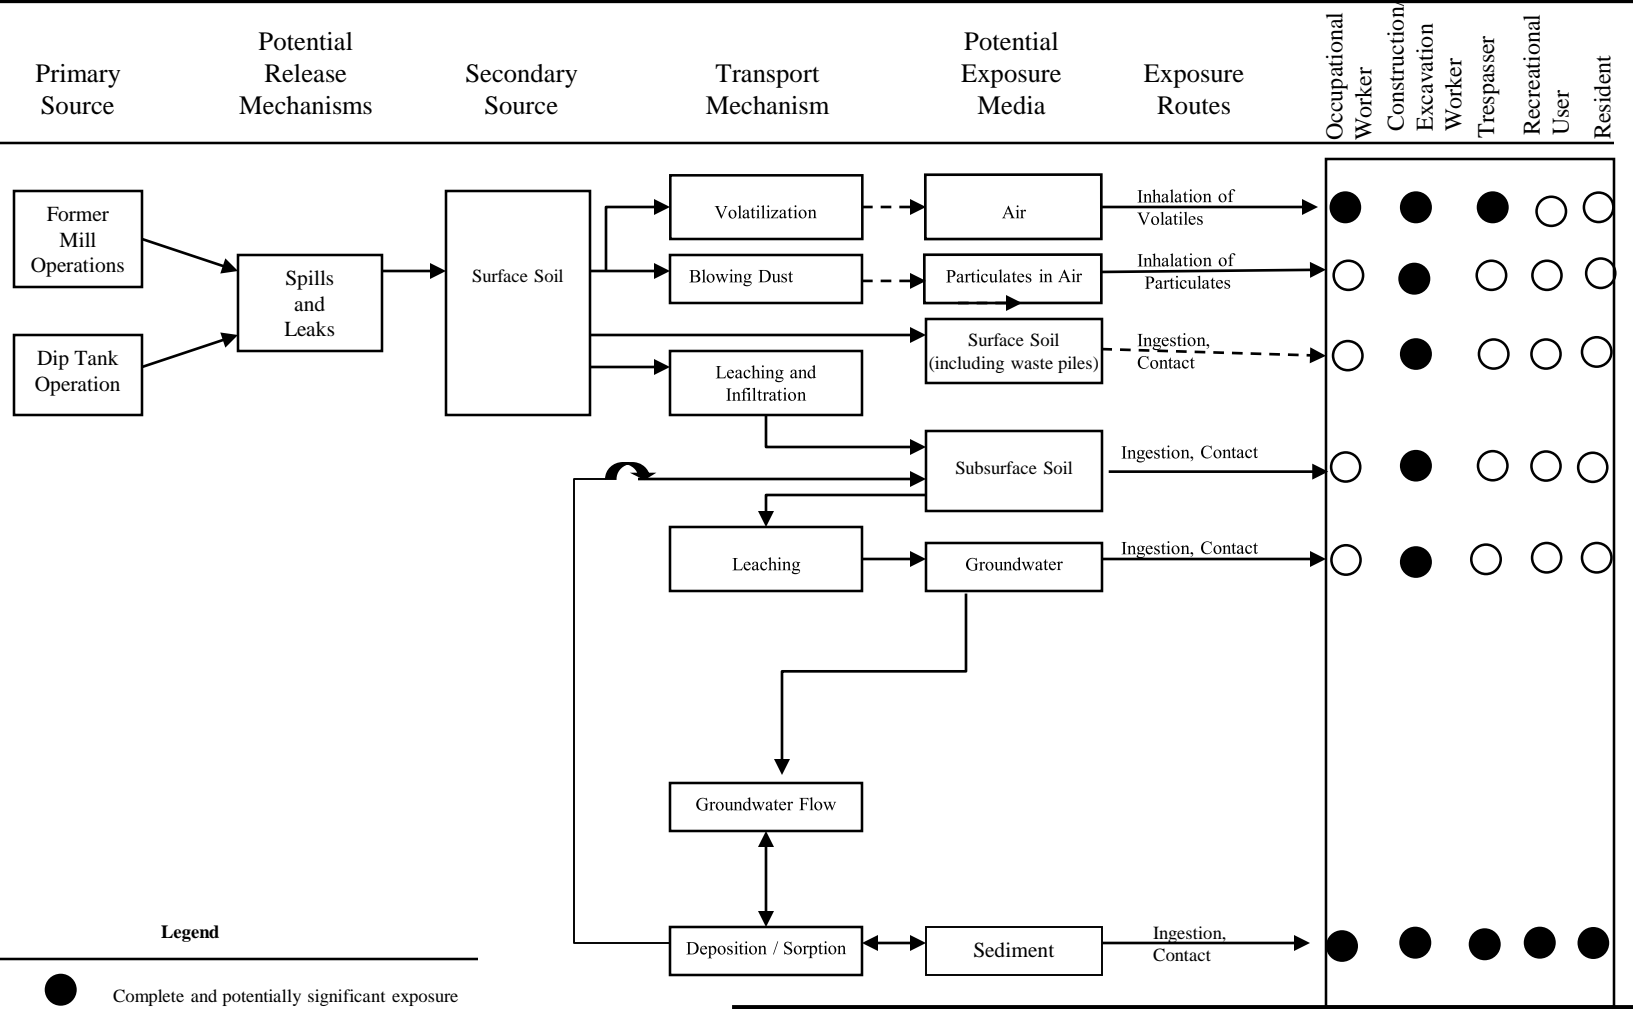 Primary
Source
Potential
Release
Mechanisms
Secondary
Source
Transport
Mechanism
Potential
Exposure
Media
Exposure
Routes
Occupational
Worker
Construction/
Excavation
Worker
Trespasser
Recreational
User
Resident
Former
Mill
Operations
Dip Tank
Operation
Spills
and
Leaks
Surface Soil
Volatilization
Air
Inhalation of
Volatiles
Blowing Dust
Particulates in Air
Inhalation of
Particulates
Surface Soil
(including waste piles)
Ingestion,
Contact
Leaching and
Infiltration
Subsurface Soil
Ingestion, Contact
Leaching
Groundwater
Ingestion, Contact
Groundwater Flow
Deposition / Sorption
Sediment
Ingestion,
Contact
Legend
Complete and potentially significant exposure